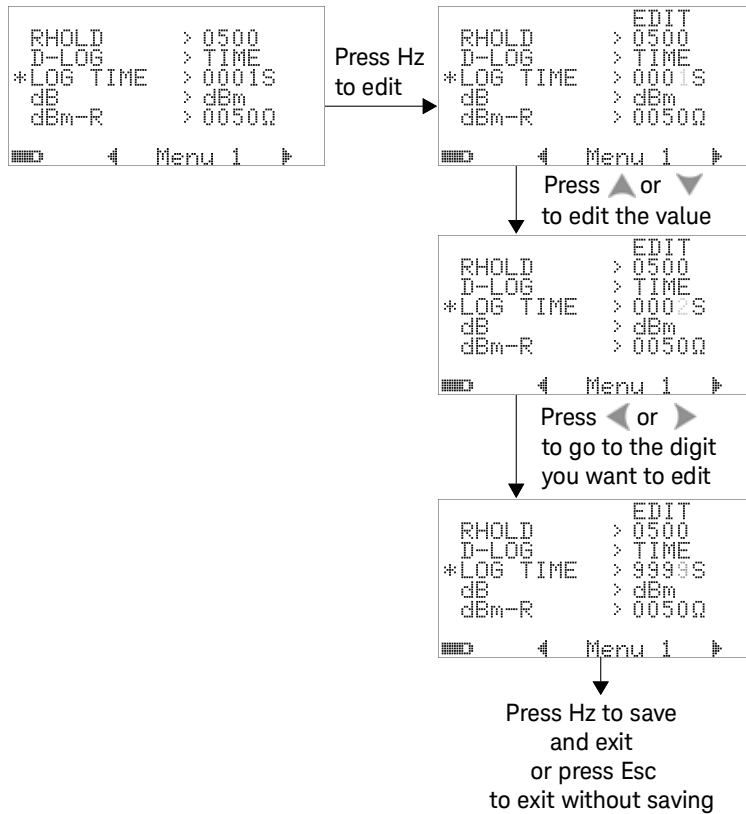 RHOLD > 0500
D-LOG > TIME
*LOG TIME > 0001S
dB > dBm
dBm-R > 0050Ω
Menu 1
Press Hz
to edit
EDIT
RHOLD > 0500
D-LOG > TIME
*LOG TIME > 0001S
dB > dBm
dBm-R > 0050Ω
Menu 1
Press or
to edit the value
EDIT
RHOLD > 0500
D-LOG > TIME
*LOG TIME > 0002S
dB > dBm
dBm-R > 0050Ω
Menu 1
Press or
to go to the digit
you want to edit
EDIT
RHOLD > 0500
D-LOG > TIME
*LOG TIME > 9999S
dB > dBm
dBm-R > 0050Ω
Menu 1
Press Hz to save
and exit
or press Esc
to exit without saving